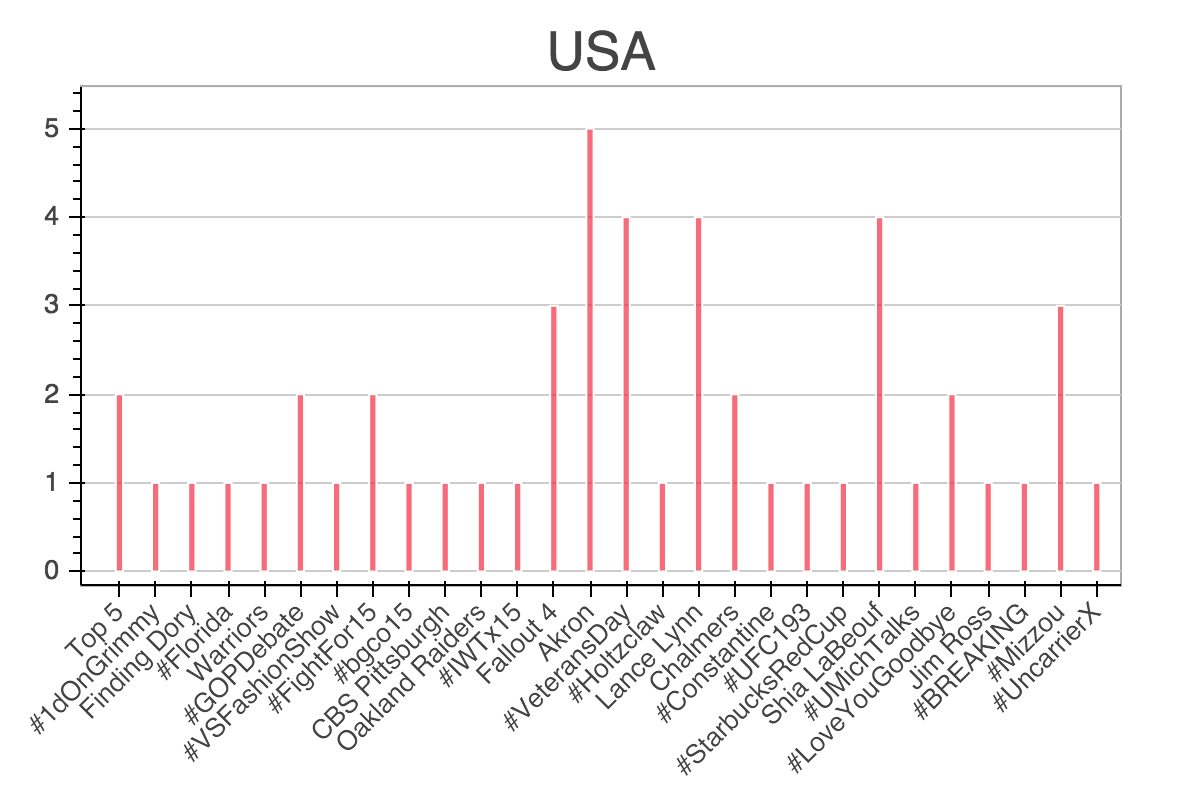 USA
5
4
3
2
1
0
Top 5
#1dOnGrammy
Finding Dory
#Florida
Warriors
#GOPDebate
#VSFashionShow
#FightFor15
#bgco15
CBS Pittsburgh
Oakland Raiders
#IWTx15
Fallout 4
Akron
#VeteransDay
#Holtzclaw
Lance Lynn
Chalmers
#Constantine
#UFC193
#StarbucksRedCup
Shia LaBeouf
#UMichTalks
#LoveYouGoodbye
Jim Ross
#BREAKING
#Mizzou
#UncarrierX